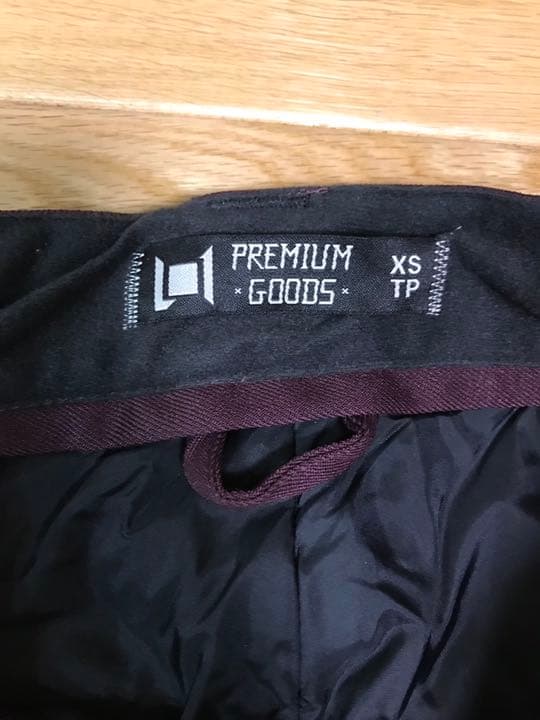 PREMIUM
× GOODS ×
XS
TP